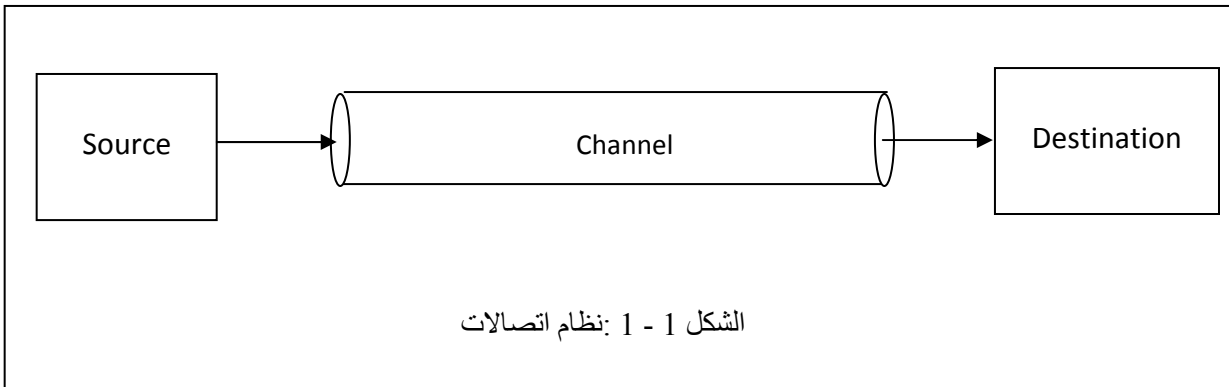 Source
Channel
Destination
الشكل 1 - 1 :نظام اتصالات